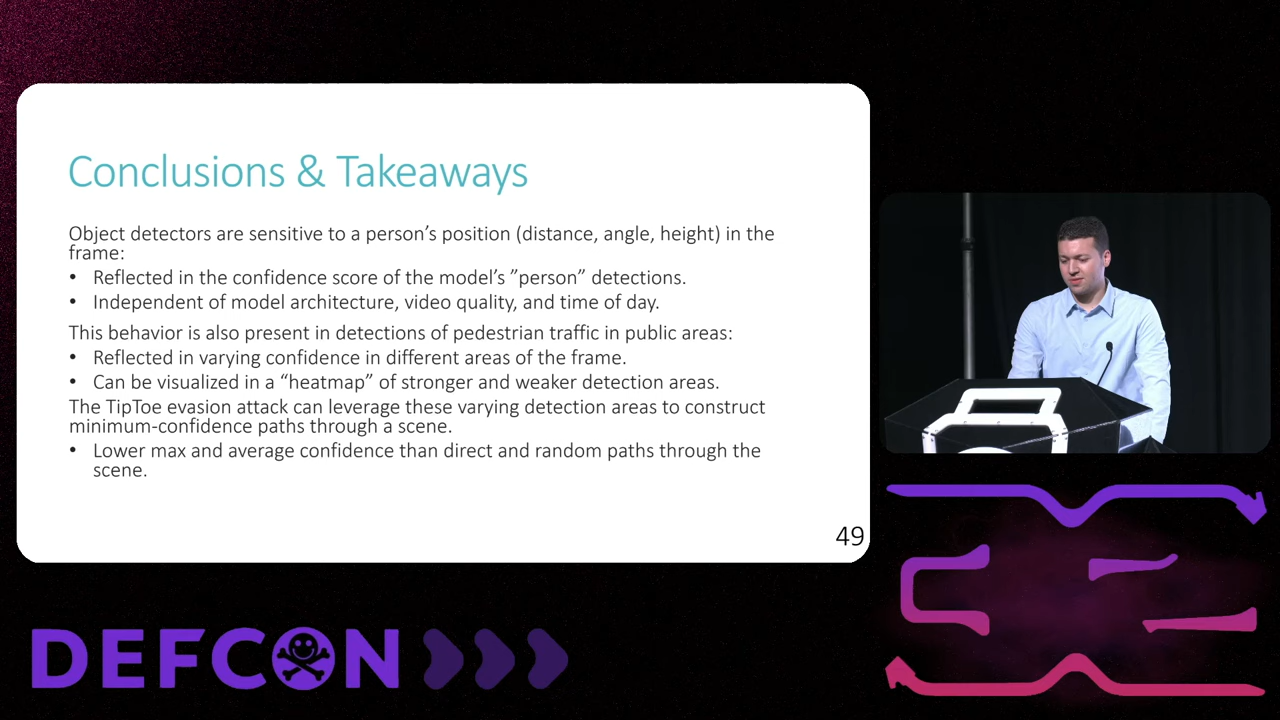 Conclusions & Takeaways
Object detectors are sensitive to a person’s position (distance, angle, height) in the
frame:
• Reflected in the confidence score of the model’s ”person” detections.
• Independent of model architecture, video quality, and time of day.
This behavior is also present in detections of pedestrian traffic in public areas:
• Reflected in varying confidence in different areas of the frame.
• Can be visualized in a “heatmap” of stronger and weaker detection areas.
The TipToe evasion attack can leverage these varying detection areas to construct
minimum-confidence paths through a scene.
• Lower max and average confidence than direct and random paths through the
scene.
49
DEFCON